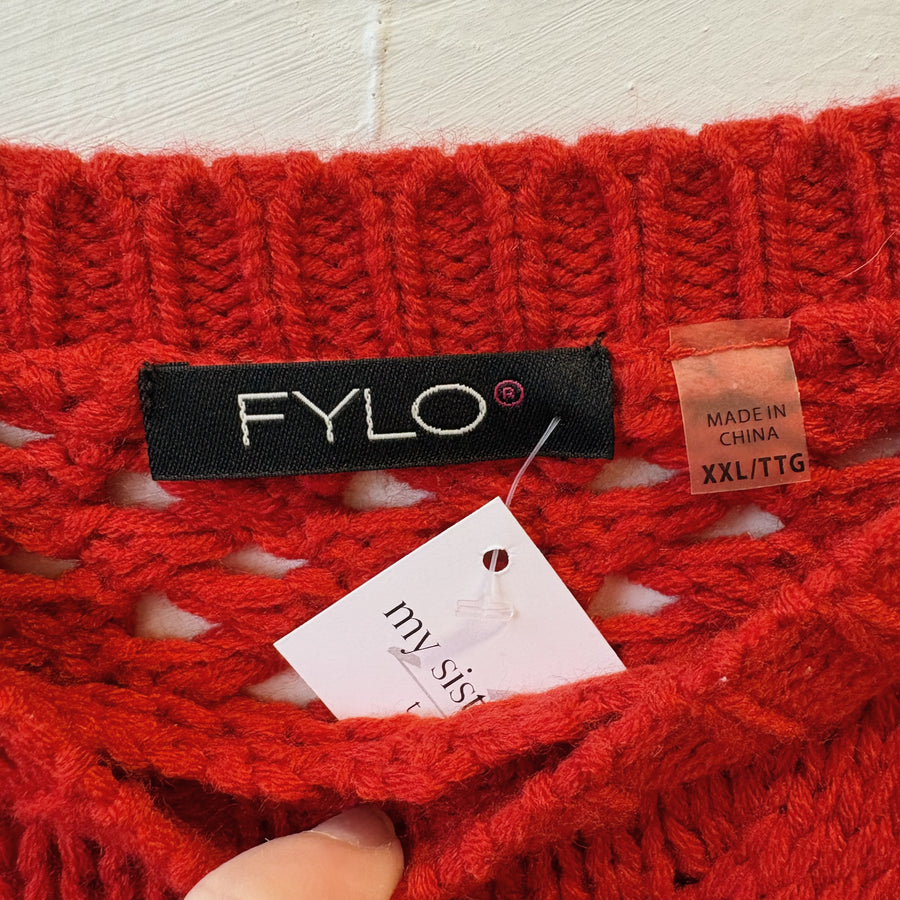 FYLO®
MADE IN
CHINA
XXL/TTG
my sist
t